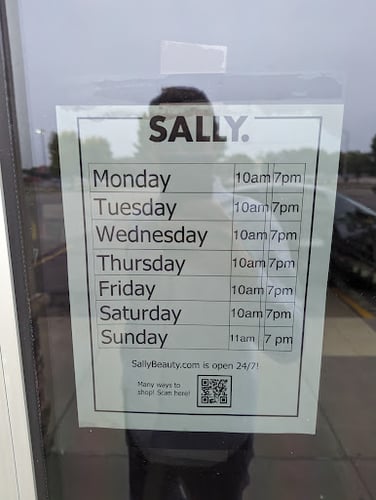 SALLY.
Monday 10am 7pm
Tuesday 10am 7pm
Wednesday 10am 7pm
Thursday 10am 7pm
Friday 10am 7pm
Saturday 10am 7pm
Sunday 11am 7 pm
SallyBeauty.com is open 24/7!
Many ways to
shop! Scan here!